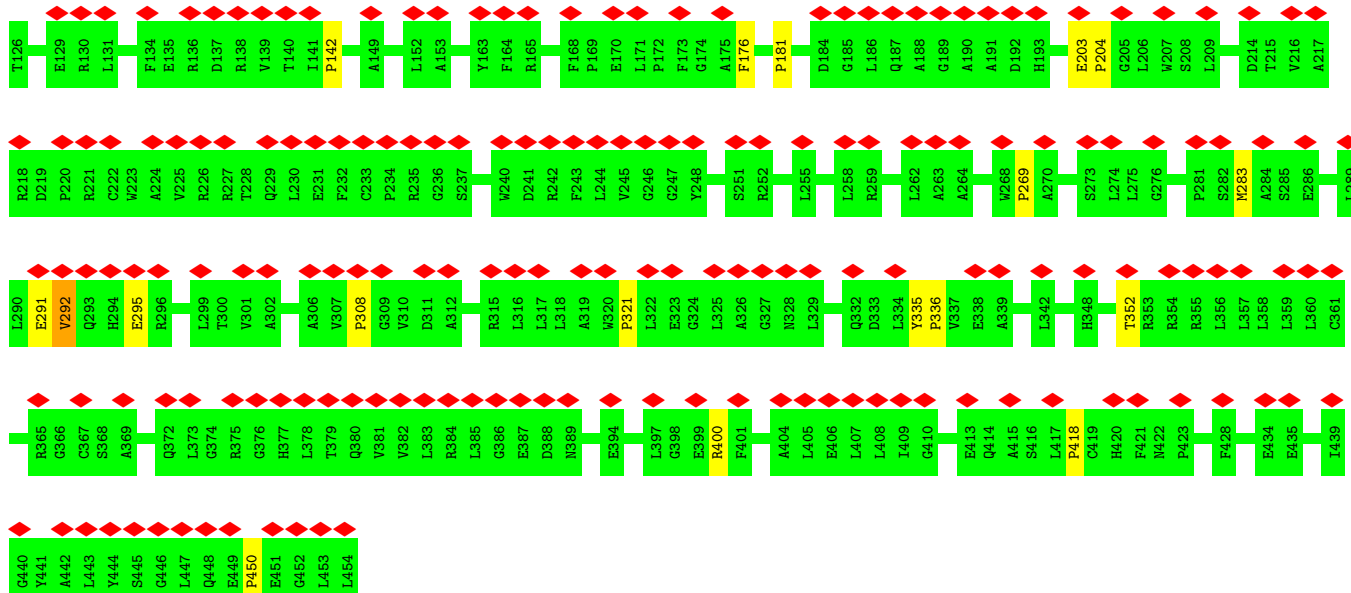 T126 E129 R130 L131 F134 E135 R136 D137 R138 V139 T140 I141 P142 A149 L152 A153 Y163 F164 R165 F168 P169 E170 L171 P172 F173 G174 A175 F176 P181 D184 G185 L186 Q187 A188 G189 A190 A191 D192 H193 E203 P204 G205 L206 W207 S208 L209 D214 T215 V216 A217
R218 D219 P220 R221 C222 W223 A224 V225 R226 R227 T228 Q229 L230 E231 F232 C233 P234 R235 G236 S237 W240 D241 R242 F243 L244 V245 G246 G247 Y248 S251 R252 L255 L258 R259 L262 A263 A264 W268 P269 A270 S273 L274 L275 G276 P281 S282 M283 A284 S285 E286 L289
L290 E291 V292 Q293 H294 E295 R296 L299 T300 V301 A302 A306 V307 P308 G309 V310 D311 A312 R315 L316 L317 L318 A319 W320 P321 L322 E323 G324 L325 A326 G327 N328 L329 Q332 D333 L334 Y335 P336 V337 E338 A339 L342 H348 T352 R353 R354 R355 L356 L357 L358 L359 L360 C361
R365 G366 C367 S368 A369 Q372 L373 G374 R375 G376 H377 L378 T379 Q380 V381 V382 L383 R384 L385 G386 E387 D388 N389 E394 L397 G398 E399 R400 F401 A404 L405 E406 L407 L408 I409 G410 E413 Q414 A415 S416 L417 P418 C419 H420 F421 N422 P423 F428 E434 E435 I439
G440 Y441 A442 L443 Y444 S445 G446 L447 Q448 E449 P450 E451 G452 L453 L454